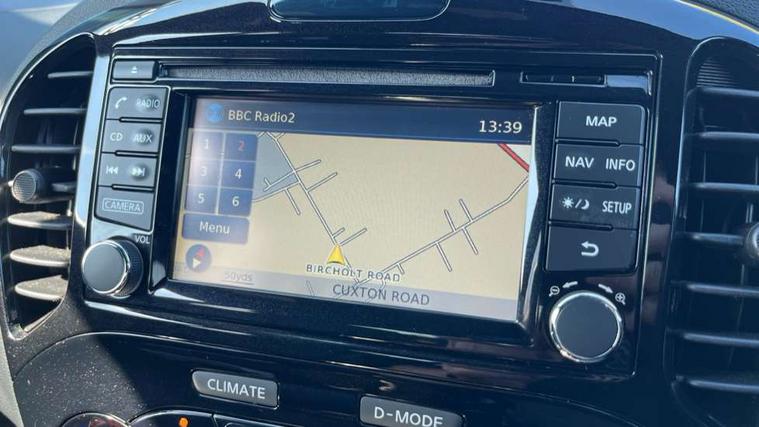 BBC Radio2
13:39
RADIO
CD AUX
CAMERA
VOL
1 2
3 4
5 6
Menu
50yds
BIRCHOLT ROAD
CUXTON ROAD
MAP
NAV INFO
SETUP
CLIMATE
D-MODE